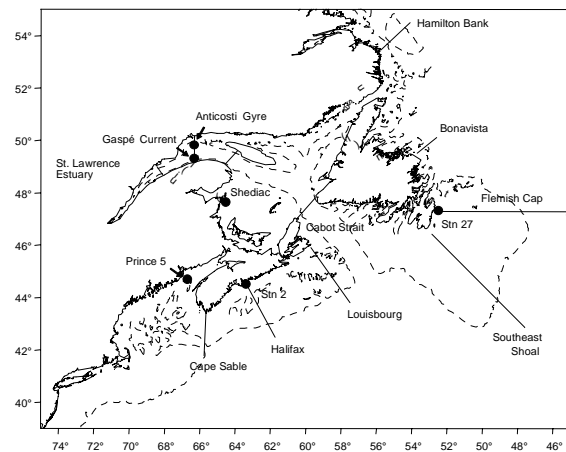 Hamilton Bank
Anticosti Gyre
Gaspé Current
Bonavista
St. Lawrence
Estuary
Shediac
Flemish Cap
Stn 27
Cabot Strait
Prince 5
Stn 2
Louisbourg
Halifax
Cape Sable
Southeast
Shoal
54°
52°
50°
48°
46°
44°
42°
40°
74° 72° 70° 68° 66° 64° 62° 60° 58° 56° 54° 52° 50° 48° 46°